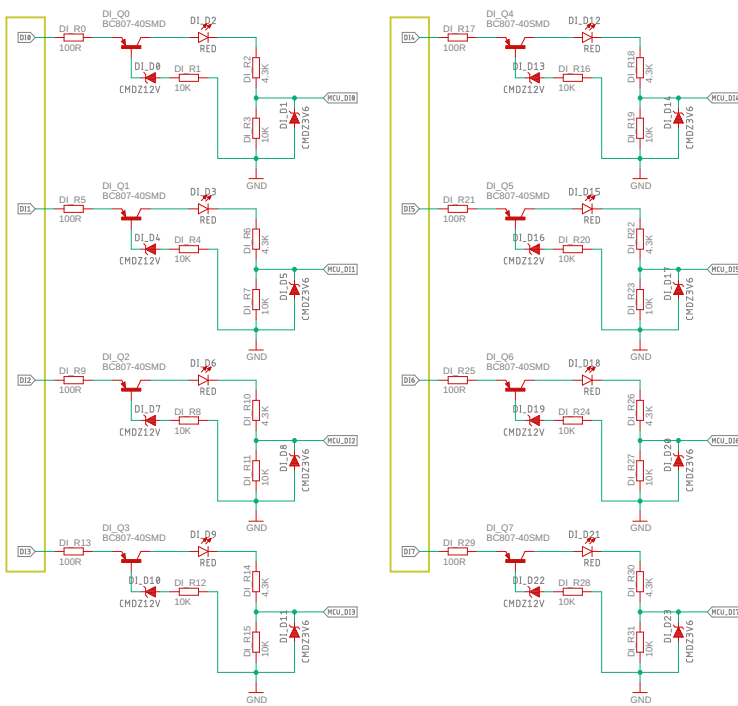 DI_Q0
BC807-40SMD
DI0
DI_R0
100R
DI_D2
RED
DI_D0
CMDZ12V
DI_R1
10K
DI_R2
4.3K
DI_R3
10K
DI_D1
CMDZ3V6
MCU_DI0
GND
DI_Q1
BC807-40SMD
DI1
DI_R5
100R
DI_D3
RED
DI_D4
CMDZ12V
DI_R4
10K
DI_R6
4.3K
DI_R7
10K
DI_D5
CMDZ3V6
MCU_DI1
GND
DI_Q2
BC807-40SMD
DI2
DI_R9
100R
DI_D6
RED
DI_D7
CMDZ12V
DI_R8
10K
DI_R10
4.3K
DI_R11
10K
DI_D8
CMDZ3V6
MCU_DI2
GND
DI_Q3
BC807-40SMD
DI3
DI_R13
100R
DI_D9
RED
DI_D10
CMDZ12V
DI_R12
10K
DI_R14
4.3K
DI_R15
10K
DI_D11
CMDZ3V6
MCU_DI3
GND
DI_Q4
BC807-40SMD
DI4
DI_R17
100R
DI_D12
RED
DI_D13
CMDZ12V
DI_R16
10K
DI_R18
4.3K
DI_R19
10K
DI_D14
CMDZ3V6
MCU_DI4
GND
DI_Q5
BC807-40SMD
DI5
DI_R21
100R
DI_D15
RED
DI_D16
CMDZ12V
DI_R20
10K
DI_R22
4.3K
DI_R23
10K
DI_D17
CMDZ3V6
MCU_DI5
GND
DI_Q6
BC807-40SMD
DI6
DI_R25
100R
DI_D18
RED
DI_D19
CMDZ12V
DI_R24
10K
DI_R26
4.3K
DI_R27
10K
DI_D20
CMDZ3V6
MCU_DI6
GND
DI_Q7
BC807-40SMD
DI7
DI_R29
100R
DI_D21
RED
DI_D22
CMDZ12V
DI_R28
10K
DI_R30
4.3K
DI_R31
10K
DI_D23
CMDZ3V6
MCU_DI7
GND